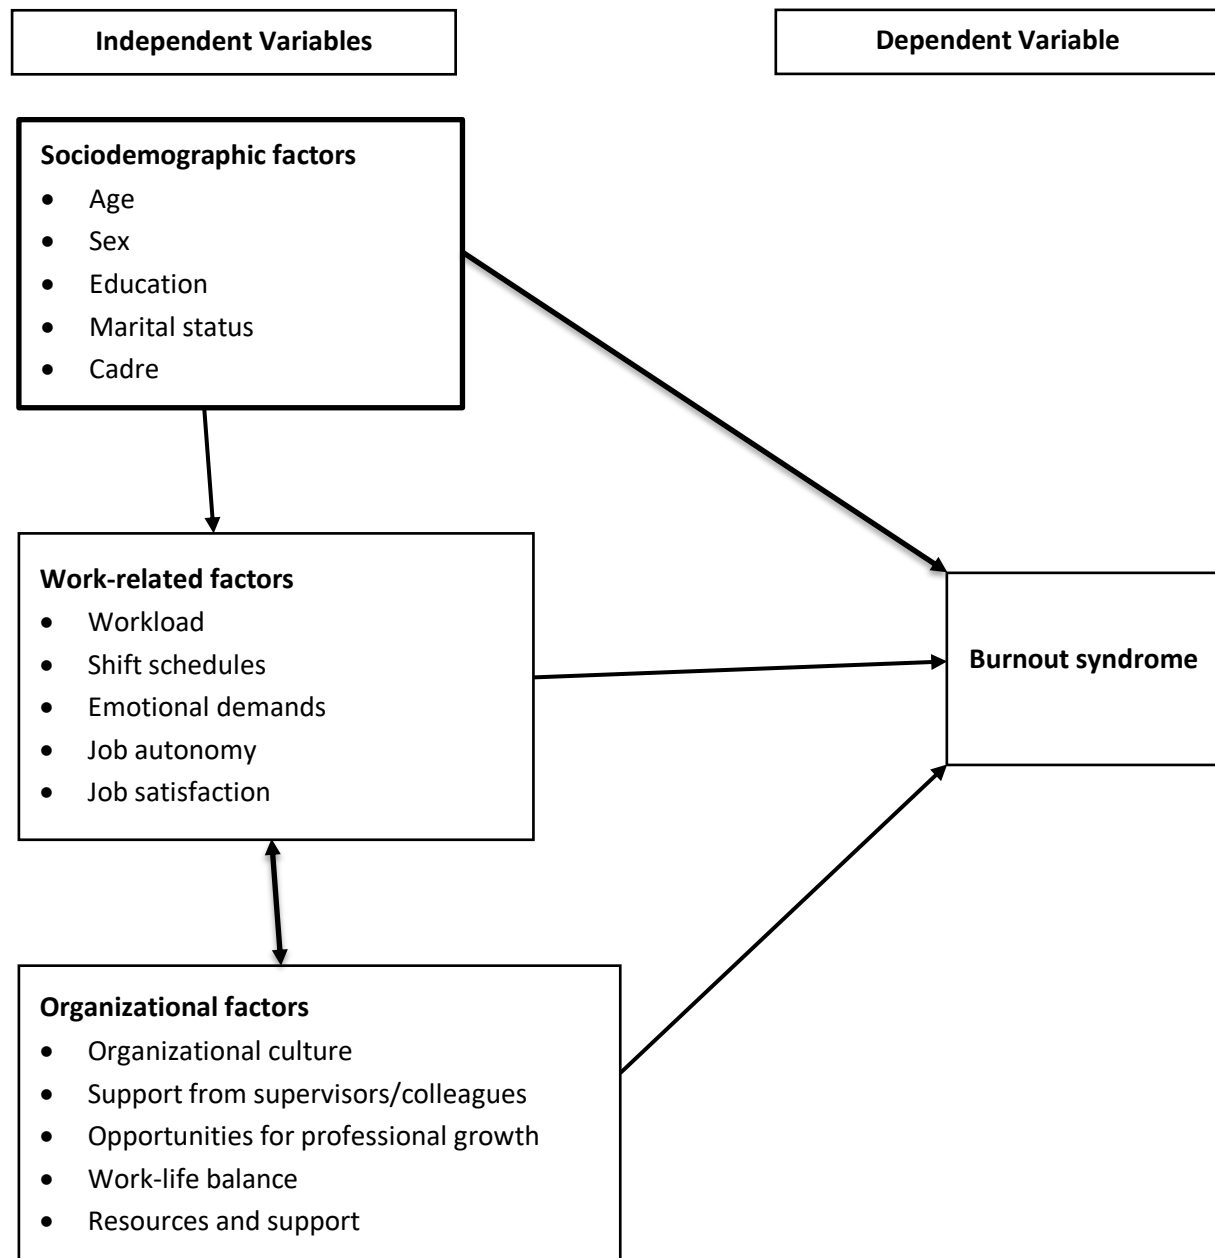 Independent Variables
Dependent Variable
Sociodemographic factors
• Age
• Sex
• Education
• Marital status
• Cadre
Work-related factors
• Workload
• Shift schedules
• Emotional demands
• Job autonomy
• Job satisfaction
Burnout syndrome
Organizational factors
• Organizational culture
• Support from supervisors/colleagues
• Opportunities for professional growth
• Work-life balance
• Resources and support